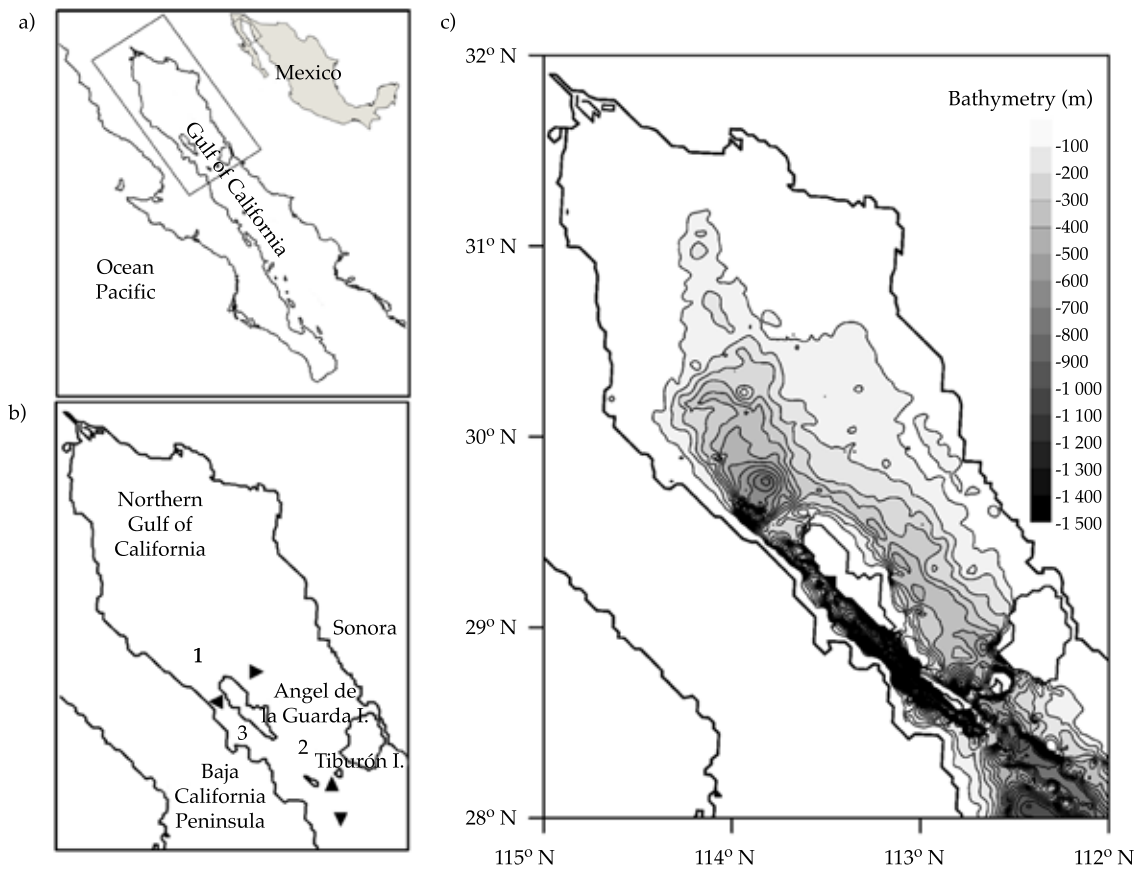 a)
Mexico
Gulf of California
Ocean
Pacific
b)
Northern
Gulf of
California
Sonora
1
Angel de
la Guarda I.
3
2
Tiburón I.
Baja
California
Peninsula
c)
32º N
31º N
30º N
29º N
28º N
115º N
114º N
113º N
112º N
Bathymetry (m)
-100
-200
-300
-400
-600
-700
-800
-900
-1 000
-1 100
-1 200
-1 300
-1 400
-1 500